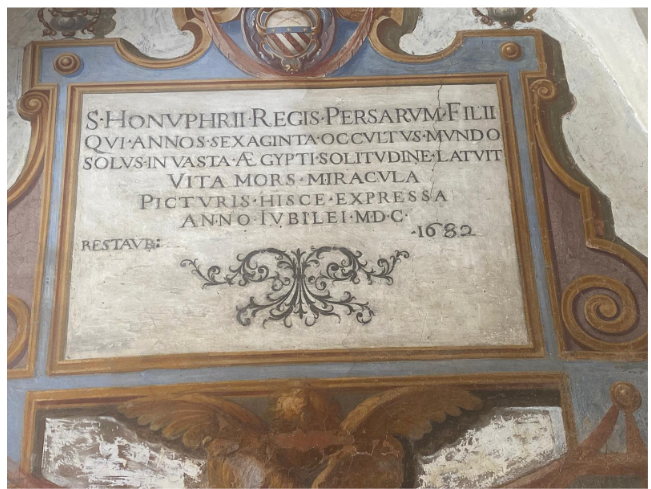 S·HONVPHRII·REGIS·PERSARVM·FILII
QVI·ANNOS·SEXAGINTA·OCCVLTVS·MVNDO
SOLVS·IN VASTA·ÆGYPTI·SOLITVDINE·LATVIT
VITA MORS·MIRACVLA
PICTVRIS·HISCE·EXPRESSA
ANNO·IVBILEI·M·D·C·
RESTAVR: ·1682